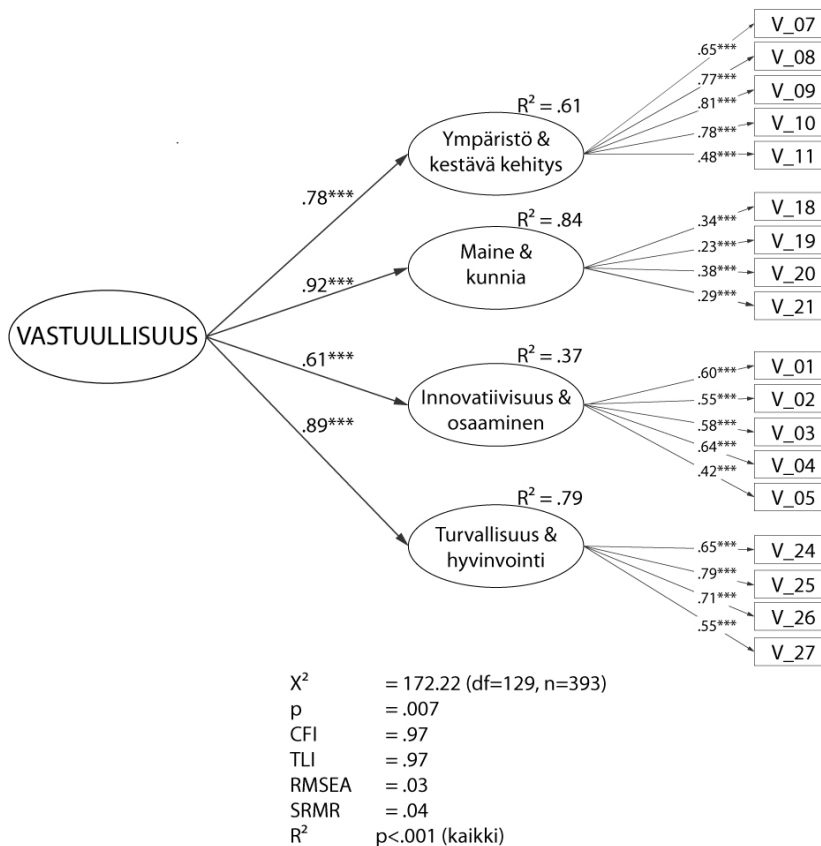 V_07
.65***
V_08
.77***
V_09
.81***
V_10
.78***
V_11
.48***
R² = .61
Ympäristö &
kestävä kehitys
.78***
V_18
.34***
V_19
.23***
V_20
.38***
V_21
.29***
R² = .84
Maine &
kunnia
.92***
VASTUULLISUUS
R² = .37
Innovatiivisuus &
osaaminen
.61***
V_01
.60***
V_02
.55***
V_03
.58***
V_04
.64***
V_05
.42***
R² = .79
Turvallisuus &
hyvinvointi
.89***
V_24
.65***
V_25
.79***
V_26
.71***
V_27
.55***
X² = 172.22 (df=129, n=393)
p = .007
CFI = .97
TLI = .97
RMSEA = .03
SRMR = .04
R² p<.001 (kaikki)